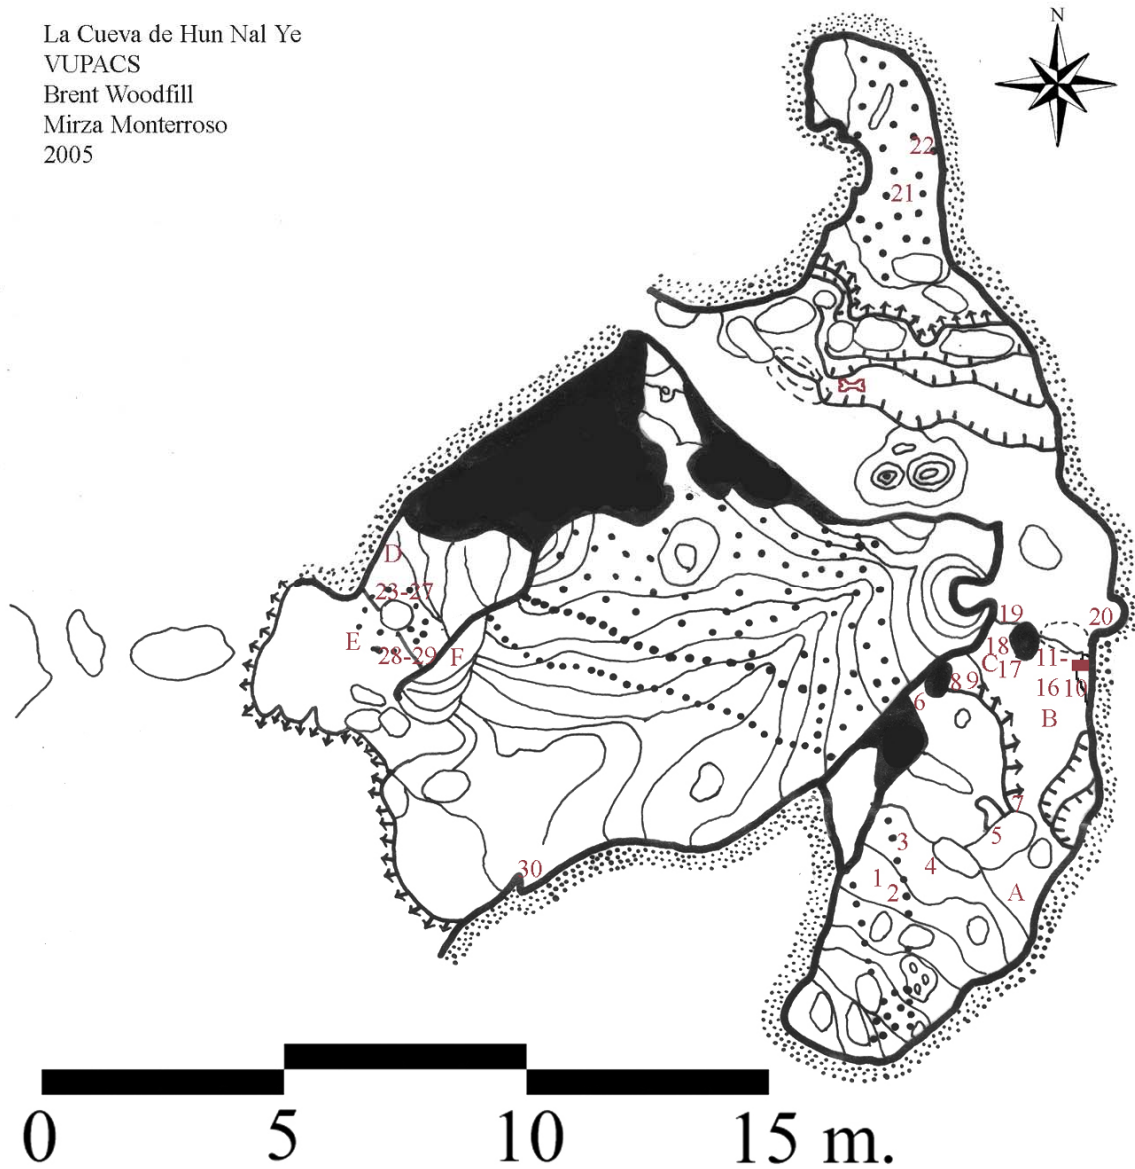 La Cueva de Hun Nal Ye
VUPACS
Brent Woodfill
Mirza Monterroso
2005
N
22
21
D
23-27
E
28-29
F
19
20
18
C
17
11-
16
10
B
8
9
6
7
5
3
4
1
2
A
30
0 5 10 15 m.